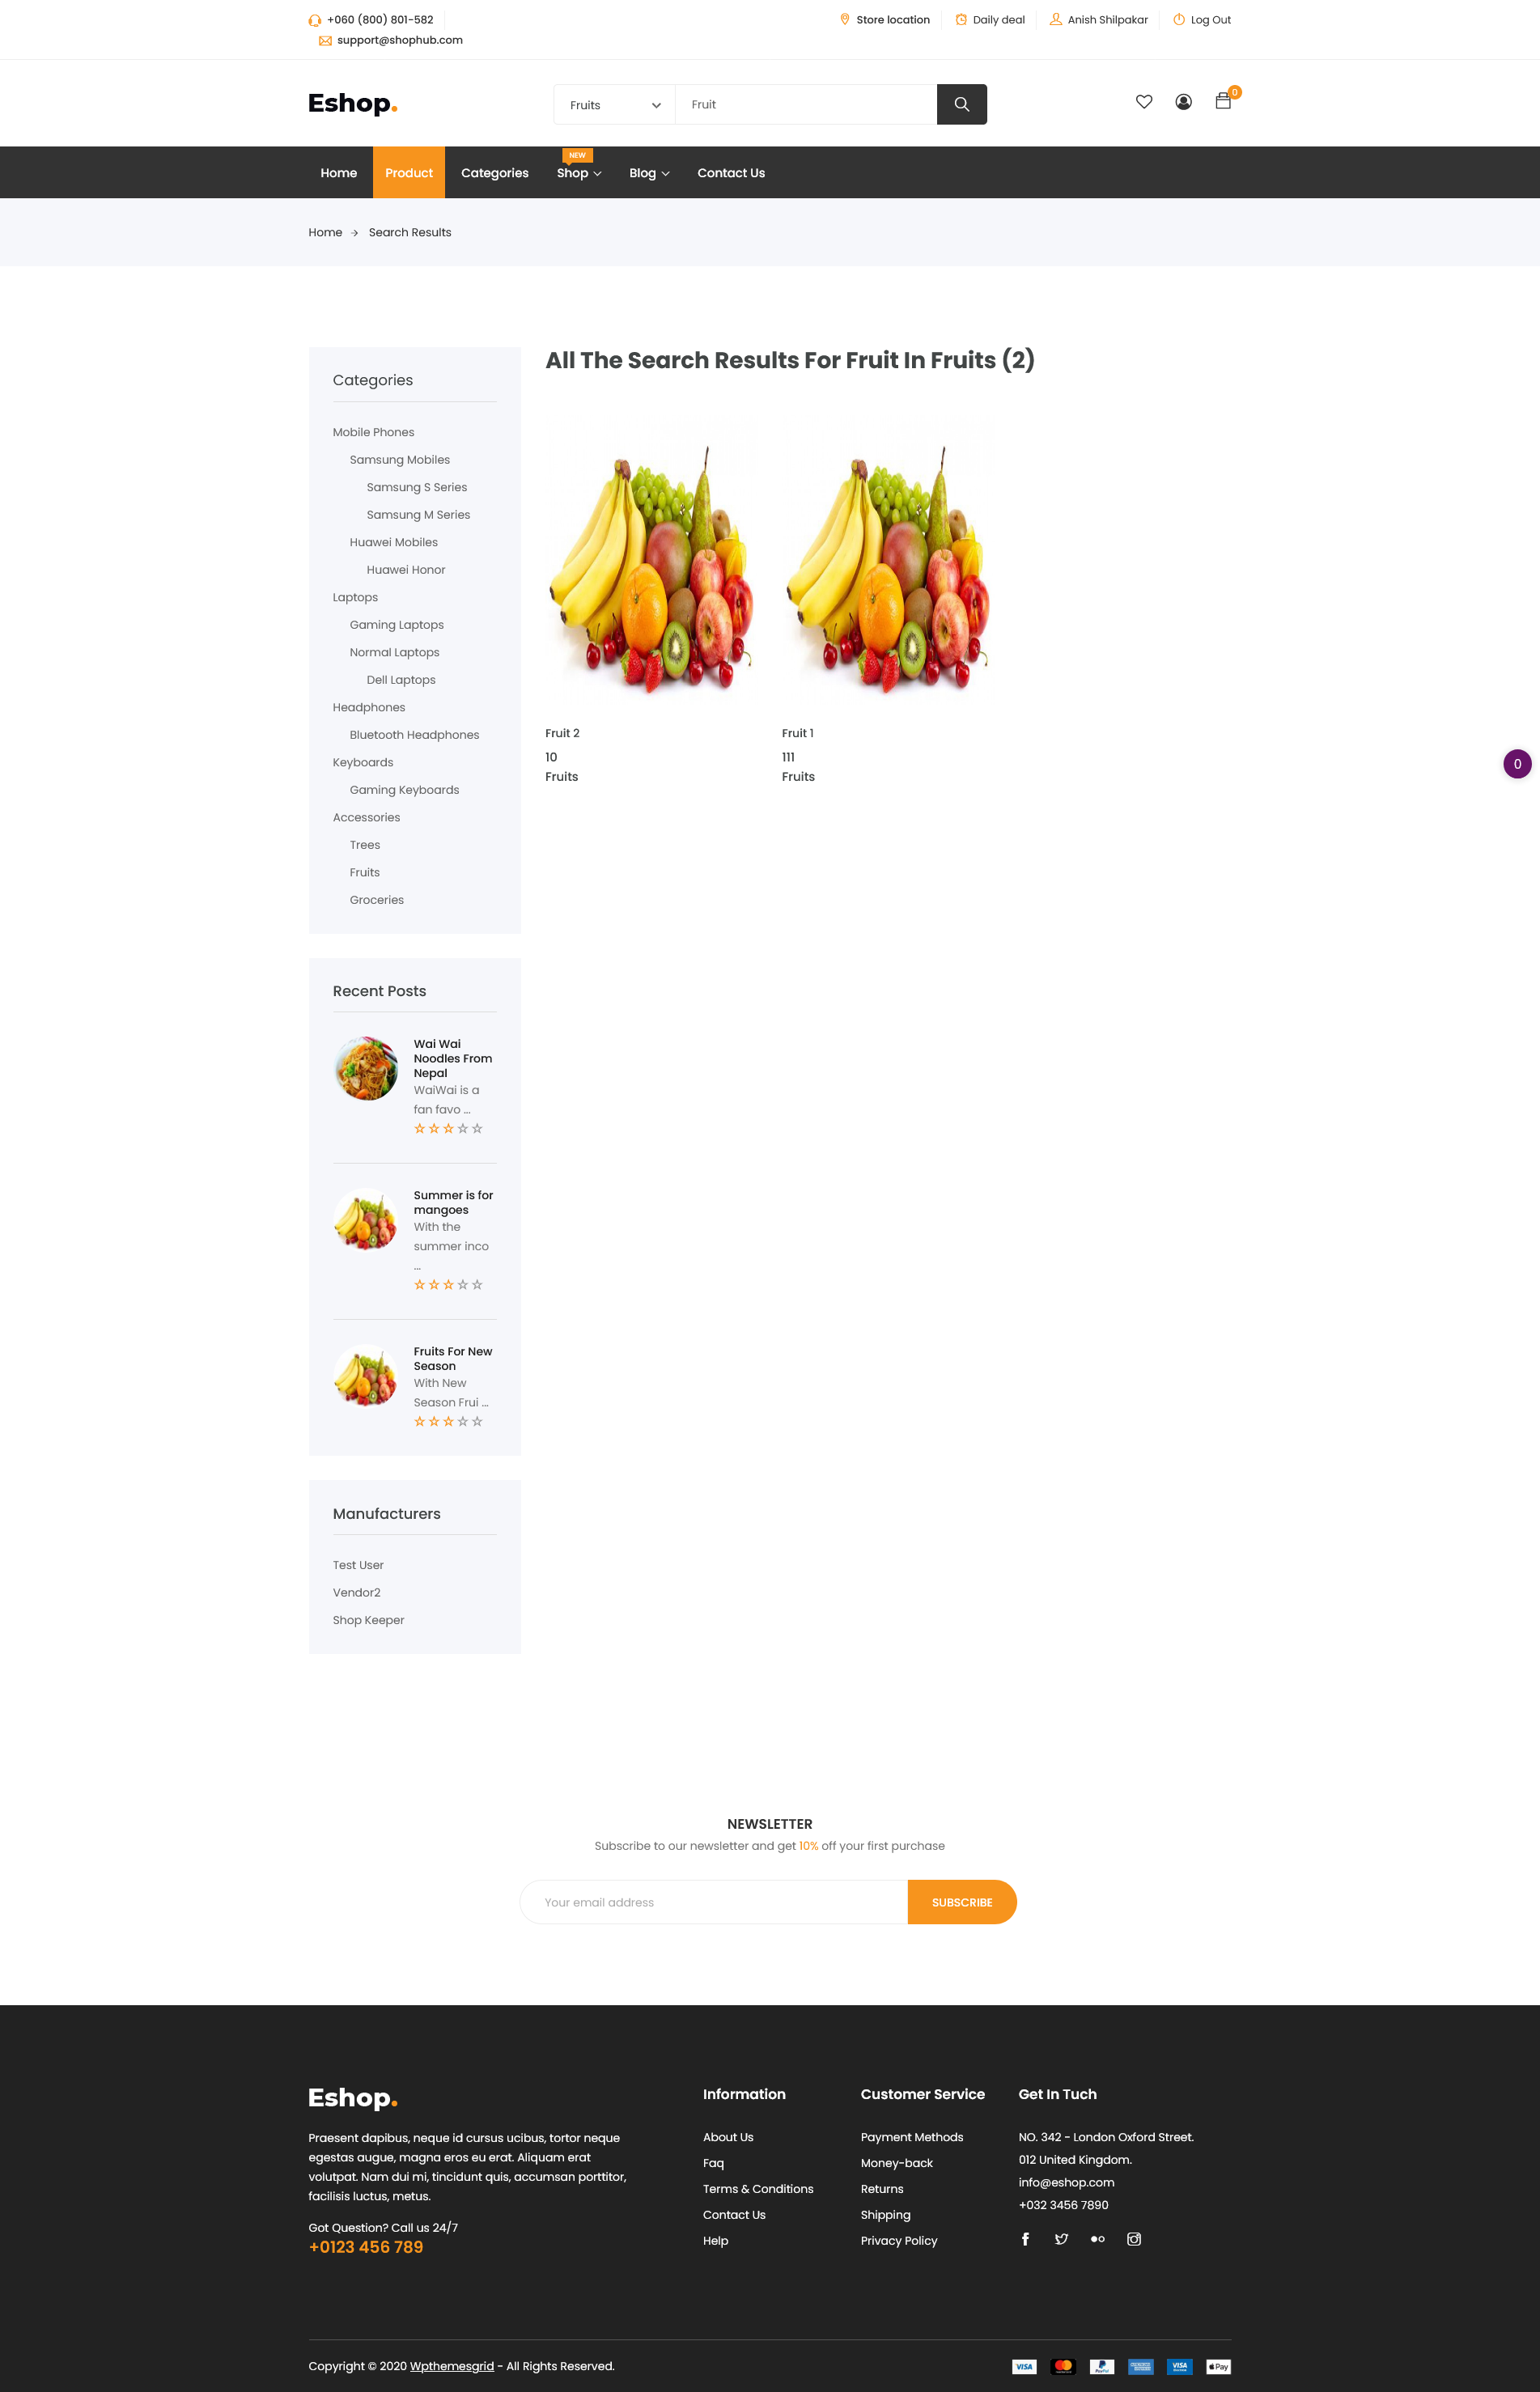 +060 (800) 801-582
support@shophub.com
Store location
Daily deal
Anish Shilpakar
Log Out
Eshop.
Fruits
Fruit
0
Home
Product
Categories
NEW
Shop
Blog
Contact Us
Home
Search Results
Categories
Mobile Phones
Samsung Mobiles
Samsung S Series
Samsung M Series
Huawei Mobiles
Huawei Honor
Laptops
Gaming Laptops
Normal Laptops
Dell Laptops
Headphones
Bluetooth Headphones
Keyboards
Gaming Keyboards
Accessories
Trees
Fruits
Groceries
All The Search Results For Fruit In Fruits (2)
Fruit 2
10
Fruits
Fruit 1
111
Fruits
0
Recent Posts
Wai Wai
Noodles From
Nepal
WaiWai is a
fan favo ...
Summer is for
mangoes
With the
summer inco
...
Fruits For New
Season
With New
Season Frui ...
Manufacturers
Test User
Vendor2
Shop Keeper
NEWSLETTER
Subscribe to our newsletter and get 10% off your first purchase
Your email address
SUBSCRIBE
Eshop.
Praesent dapibus, neque id cursus ucibus, tortor neque
egestas augue, magna eros eu erat. Aliquam erat
volutpat. Nam dui mi, tincidunt quis, accumsan porttitor,
facilisis luctus, metus.
Got Question? Call us 24/7
+0123 456 789
Information
About Us
Faq
Terms & Conditions
Contact Us
Help
Customer Service
Payment Methods
Money-back
Returns
Shipping
Privacy Policy
Get In Tuch
NO. 342 - London Oxford Street.
012 United Kingdom.
info@eshop.com
+032 3456 7890
Copyright © 2020 Wpthemesgrid - All Rights Reserved.
VISA
PayPal
VISA
Pay